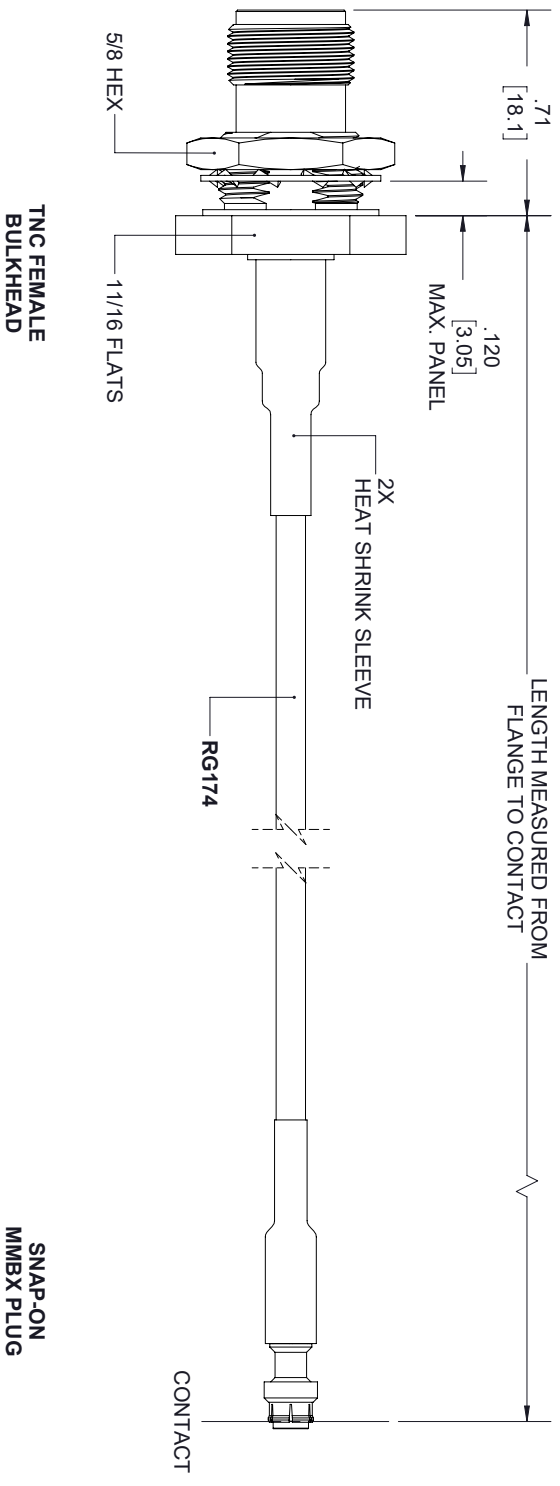 .71
[18.1]
LENGTH MEASURED FROM
FLANGE TO CONTACT
.120
[3.05]
MAX. PANEL
2X
HEAT SHRINK SLEEVE
5/8 HEX
11/16 FLATS
RG174
CONTACT
TNC FEMALE
BULKHEAD
SNAP-ON
MMBX PLUG